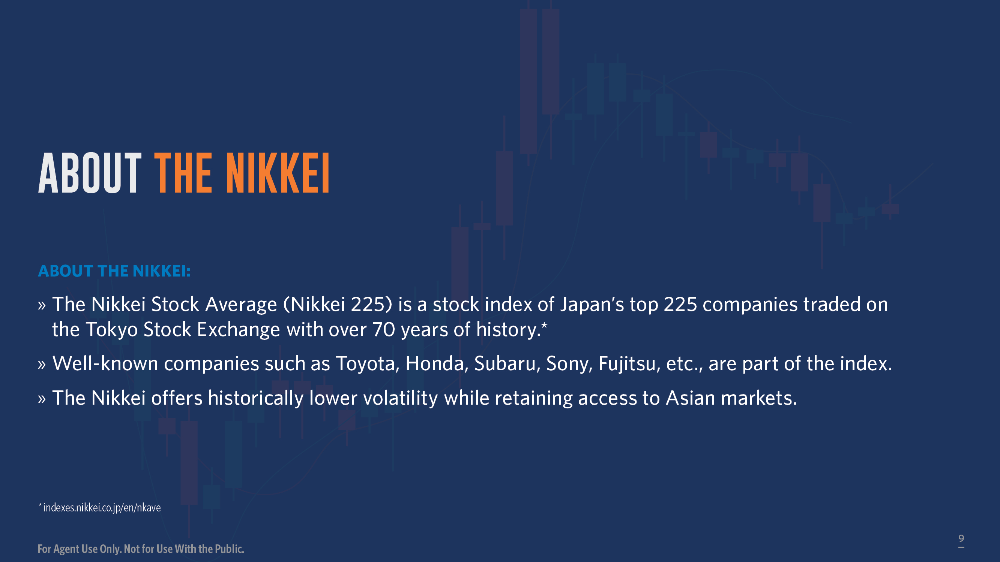 ABOUT THE NIKKEI
ABOUT THE NIKKEI:
» The Nikkei Stock Average (Nikkei 225) is a stock index of Japan’s top 225 companies traded on
the Tokyo Stock Exchange with over 70 years of history.*
» Well-known companies such as Toyota, Honda, Subaru, Sony, Fujitsu, etc., are part of the index.
» The Nikkei offers historically lower volatility while retaining access to Asian markets.
* indexes.nikkei.co.jp/en/nkave
For Agent Use Only. Not for Use With the Public.
9